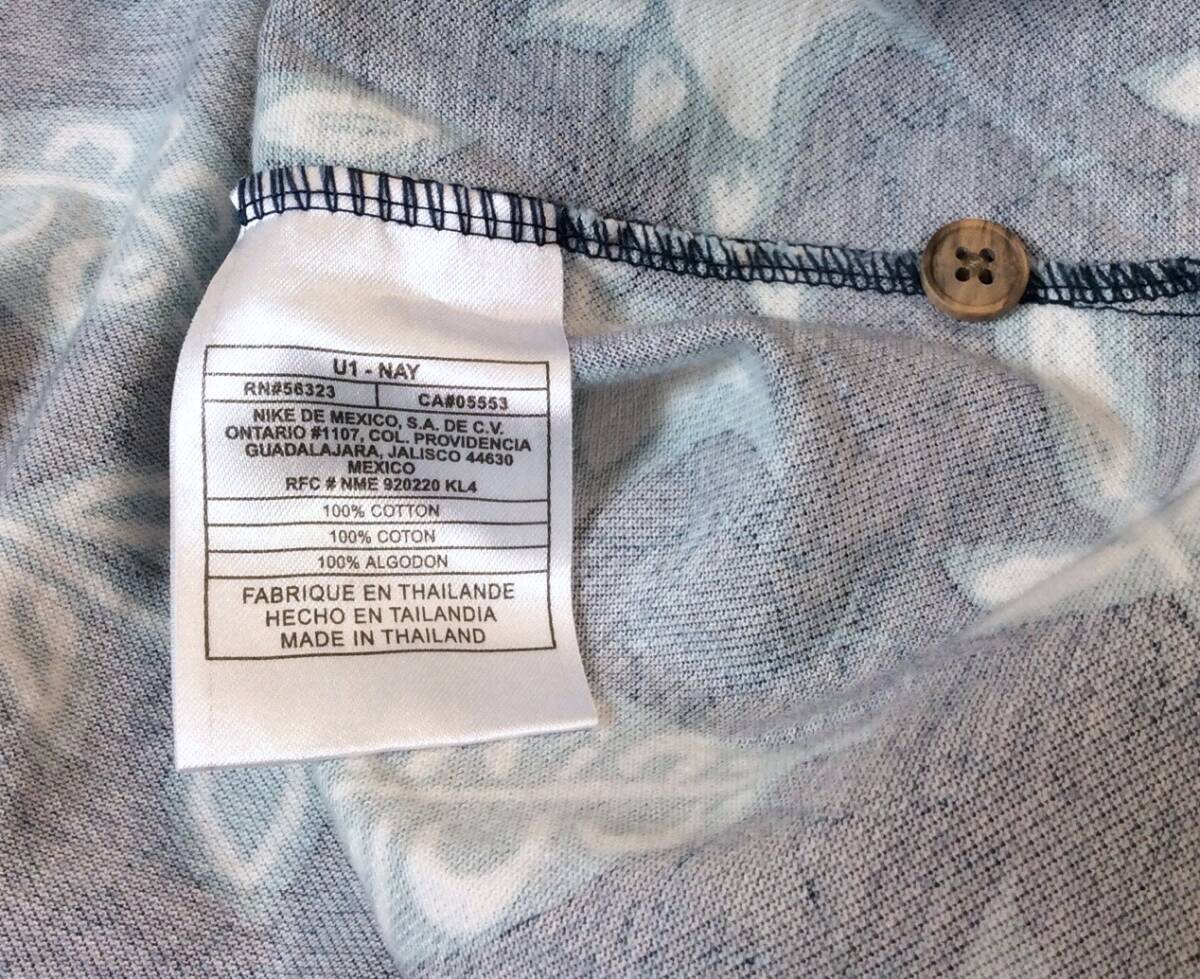 U1 - NAY
RN#56323 CA#05553
NIKE DE MEXICO, S.A. DE C.V.
ONTARIO #1107, COL. PROVIDENCIA
GUADALAJARA, JALISCO 44630
MEXICO
RFC # NME 920220 KL4
100% COTTON
100% COTON
100% ALGODON
FABRIQUE EN THAILANDE
HECHO EN TAILANDIA
MADE IN THAILAND